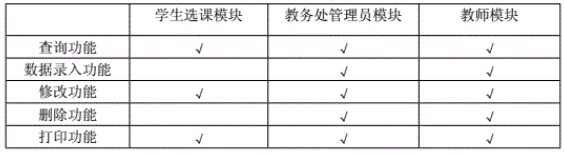 学生选课模块 教务处管理员模块 教师模块
查询功能 √ √ √
数据录入功能 √ √
修改功能 √ √ √
删除功能 √ √
打印功能 √ √ √